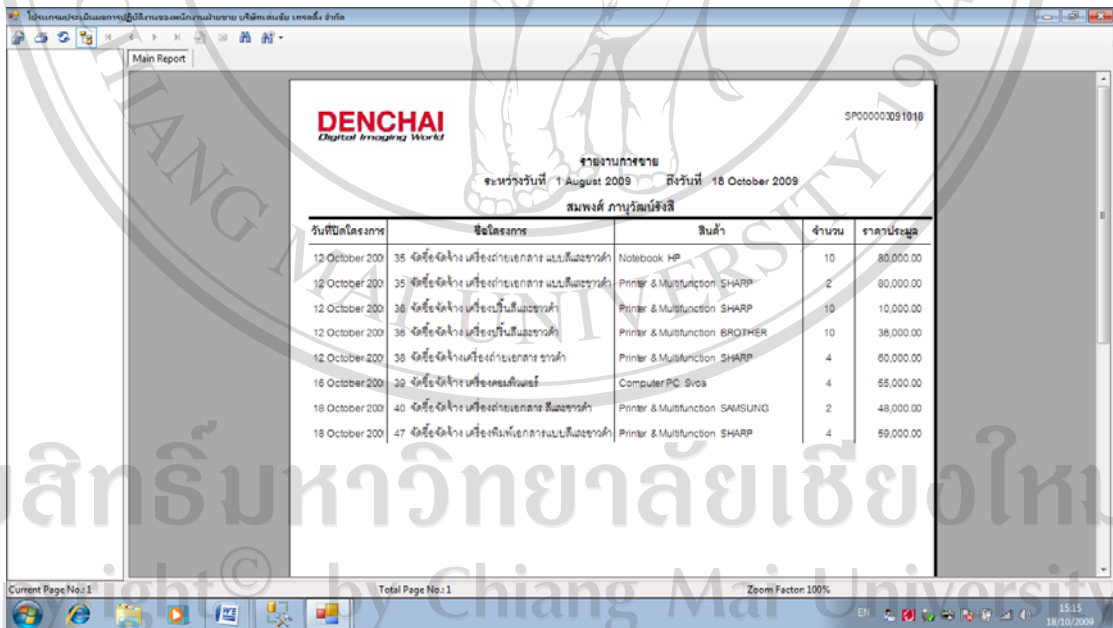 โปรแกรมประเมินผลการปฏิบัติงานของพนักงานฝ่ายขาย บริษัทเด่นชัย เทรดดิ้ง จำกัด
Main Report
DENCHAI
Digital Imaging World
SP000003091018
รายงานการขาย
ระหว่างวันที่ 1 August 2009 ถึงวันที่ 18 October 2009
สมพงศ์ ภานุวัฒน์รังสี
วันที่ปิดโครงการ ชื่อโครงการ สินค้า จำนวน ราคาประมูล
12 October 200 35 จัดซื้อจัดจ้าง เครื่องถ่ายเอกสาร แบบสีและขาวดำ Notebook HP 10 80,000.00
12 October 200 35 จัดซื้อจัดจ้าง เครื่องถ่ายเอกสาร แบบสีและขาวดำ Printer & Multifunction SHARP 2 80,000.00
12 October 200 36 จัดซื้อจัดจ้าง เครื่องปริ้นสีและขาวดำ Printer & Multifunction SHARP 10 10,000.00
12 October 200 36 จัดซื้อจัดจ้าง เครื่องปริ้นสีและขาวดำ Printer & Multifunction BROTHER 10 36,000.00
12 October 200 38 จัดซื้อจัดจ้างเครื่องถ่ายเอกสาร ขาวดำ Printer & Multifunction SHARP 4 60,000.00
16 October 200 39 จัดซื้อจัดจ้าง เครื่องคอมพิวเตอร์ Computer PC Svoa 4 55,000.00
18 October 200 40 จัดซื้อจัดจ้าง เครื่องถ่ายเอกสาร สีและขาวดำ Printer & Multifunction SAMSUNG 2 48,000.00
18 October 200 47 จัดซื้อจัดจ้าง เครื่องพิมพ์เอกสารแบบสีและขาวดำ Printer & Multifunction SHARP 4 59,000.00
สิทธิ์มหาวิทยาลัยเชียงใหม่
Current Page No.: 1 Total Page No.: 1 Zoom Factor: 100%
by Chiang Mai University
EN 15:15
18/10/2009